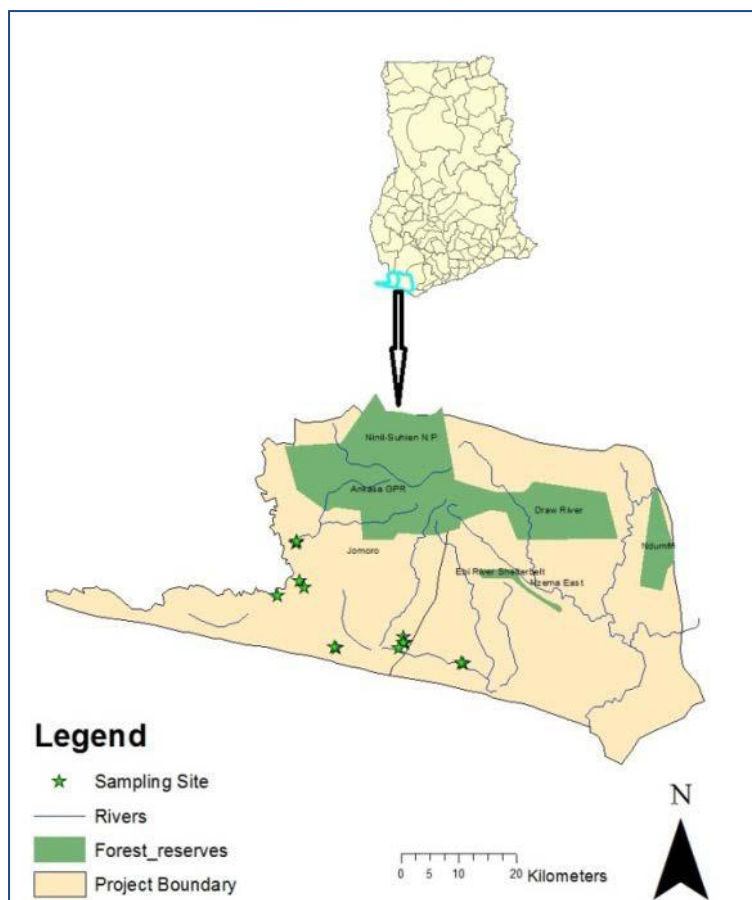 Nimil-Suhien N.P
Ankasa GPR
Draw River
Jomoro
Ebi River Shelterbelt
Nzema East
Legend
Sampling Site
Rivers
Forest_reserves
Project Boundary
N
0 5 10 20
Kilometers